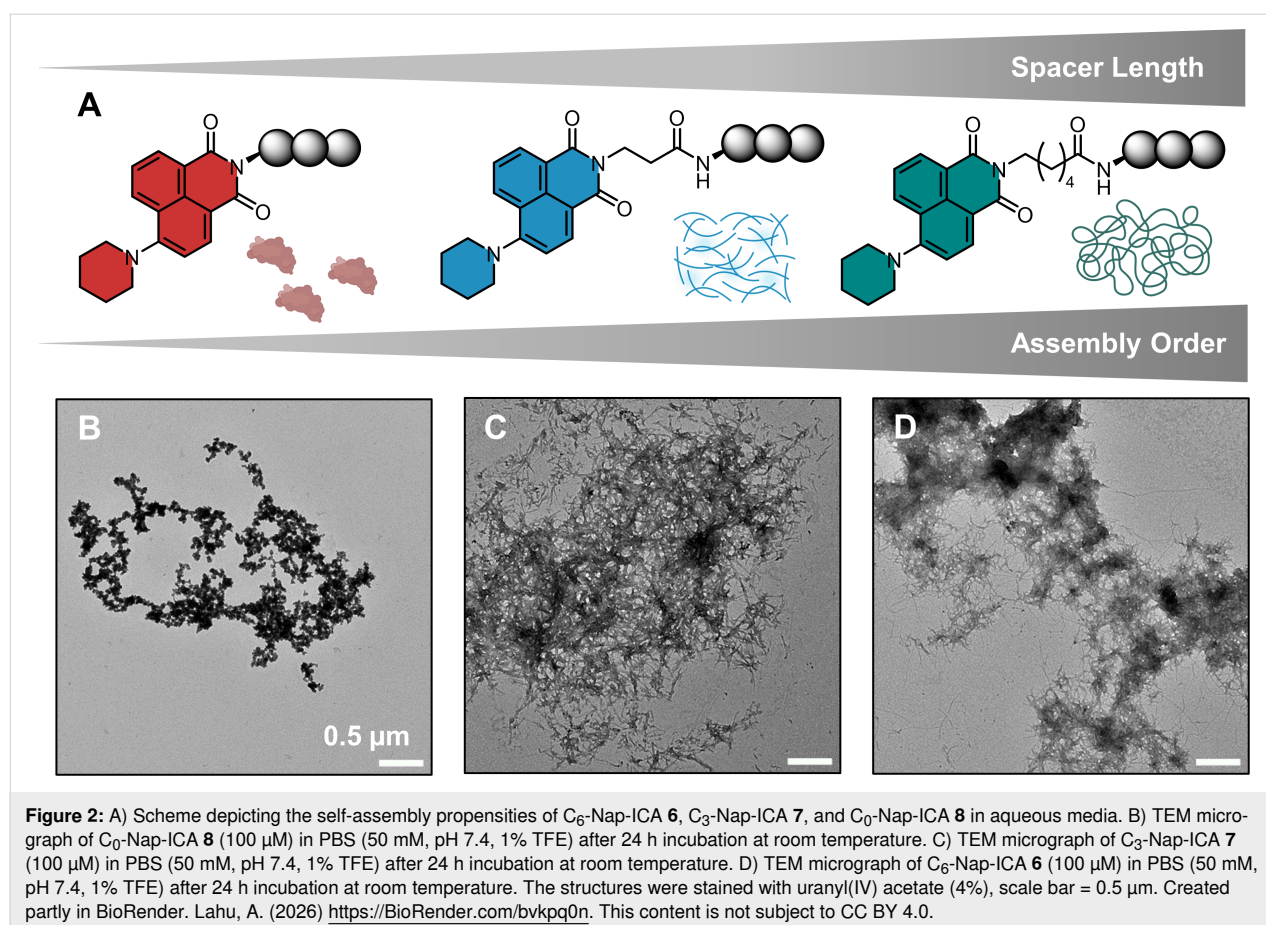 Spacer Length
A
O
N
O
N
O
N
O
N
O
N
H
O
N
O
N
4
O
N
H
Assembly Order
B
0.5 µm
C
D
Figure 2: A) Scheme depicting the self-assembly propensities of C6-Nap-ICA 6, C3-Nap-ICA 7, and C0-Nap-ICA 8 in aqueous media. B) TEM micro-
graph of C0-Nap-ICA 8 (100 µM) in PBS (50 mM, pH 7.4, 1% TFE) after 24 h incubation at room temperature. C) TEM micrograph of C3-Nap-ICA 7
(100 µM) in PBS (50 mM, pH 7.4, 1% TFE) after 24 h incubation at room temperature. D) TEM micrograph of C6-Nap-ICA 6 (100 µM) in PBS (50 mM,
pH 7.4, 1% TFE) after 24 h incubation at room temperature. The structures were stained with uranyl(IV) acetate (4%), scale bar = 0.5 µm. Created
partly in BioRender. Lahu, A. (2026) https://BioRender.com/bvkpq0n. This content is not subject to CC BY 4.0.